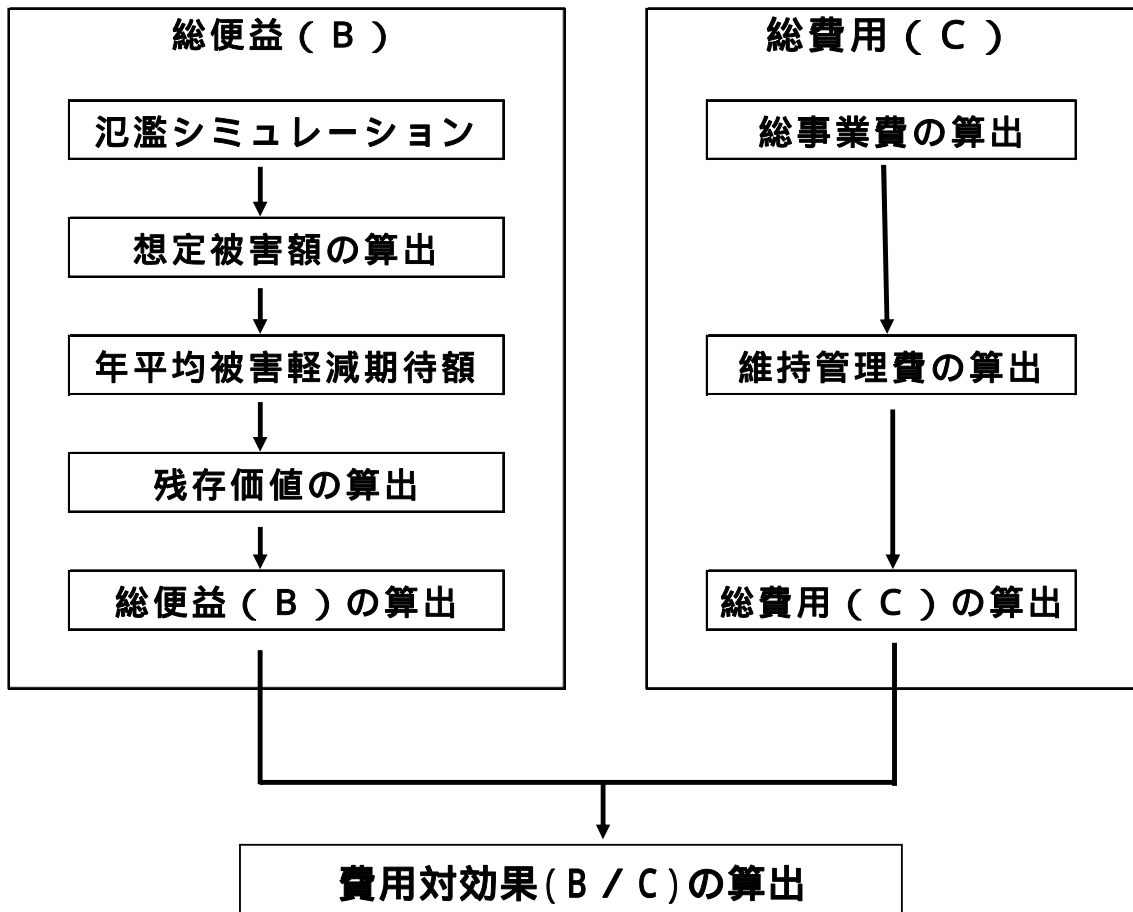 総便益(B)
氾濫シミュレーション
想定被害額の算出
年平均被害軽減期待額
残存価値の算出
総便益(B)の算出
総費用(C)
総事業費の算出
維持管理費の算出
総費用(C)の算出
費用対効果(B/C)の算出